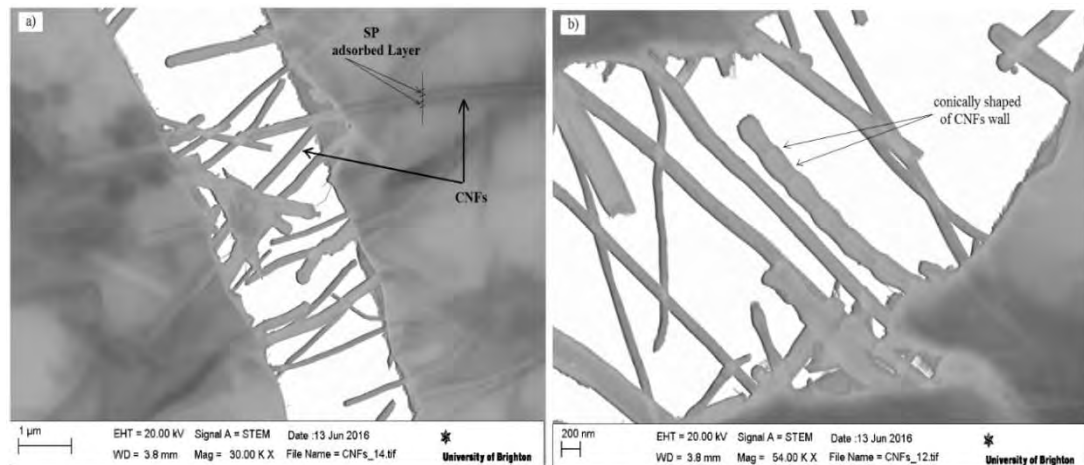 a)
SP
adsorbed Layer
CNFs
1 µm
EHT = 20.00 kV Signal A = STEM Date :13 Jun 2016
WD = 3.8 mm Mag = 30.00 K X File Name = CNFs_14.tif University of Brighton
b)
conically shaped
of CNFs wall
200 nm
EHT = 20.00 kV Signal A = STEM Date :13 Jun 2016
WD = 3.8 mm Mag = 54.00 K X File Name = CNFs_12.tif University of Brighton